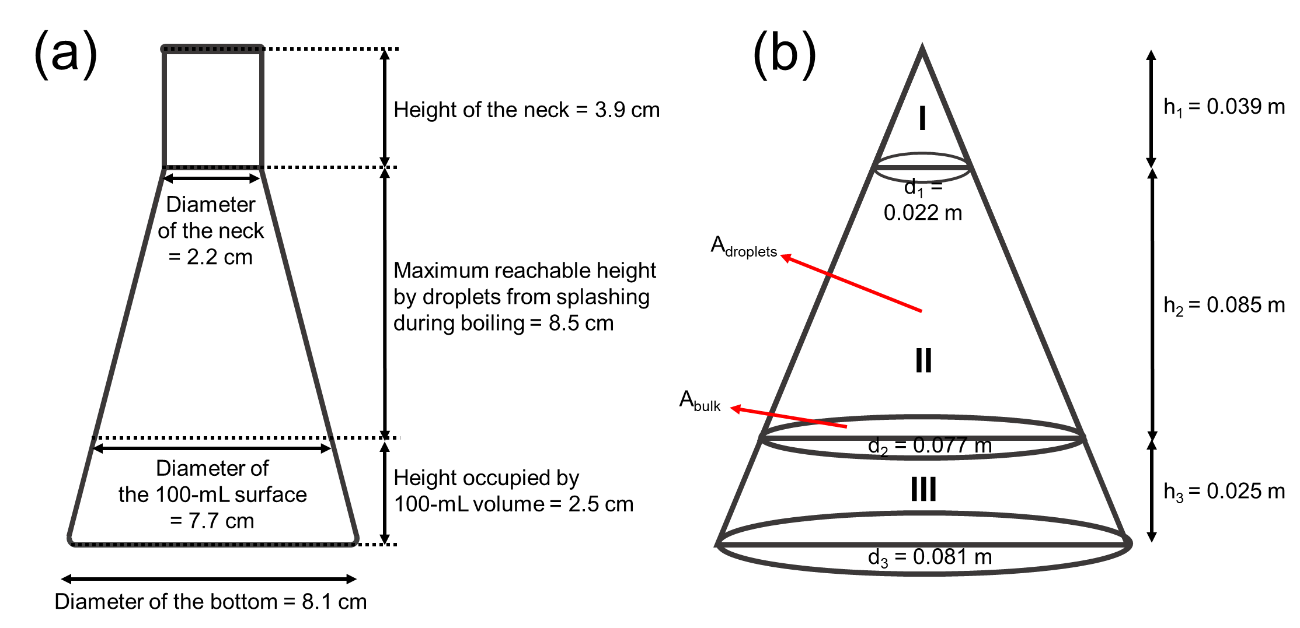 (a)
Height of the neck = 3.9 cm
Diameter
of the neck
= 2.2 cm
Maximum reachable height
by droplets from splashing
during boiling = 8.5 cm
Diameter of
the 100-mL surface
= 7.7 cm
Height occupied by
100-mL volume = 2.5 cm
Diameter of the bottom = 8.1 cm
(b)
I
h₁ = 0.039 m
d₁ =
0.022 m
A_droplets
h₂ = 0.085 m
II
A_bulk
d₂ = 0.077 m
III
h₃ = 0.025 m
d₃ = 0.081 m